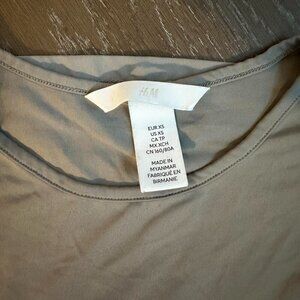 H&M
EUR XS
US XS
CA TP
MX XCH
CN 160/80A
MADE IN
MYANMAR
FABRIQUÉ EN
BIRMANIE